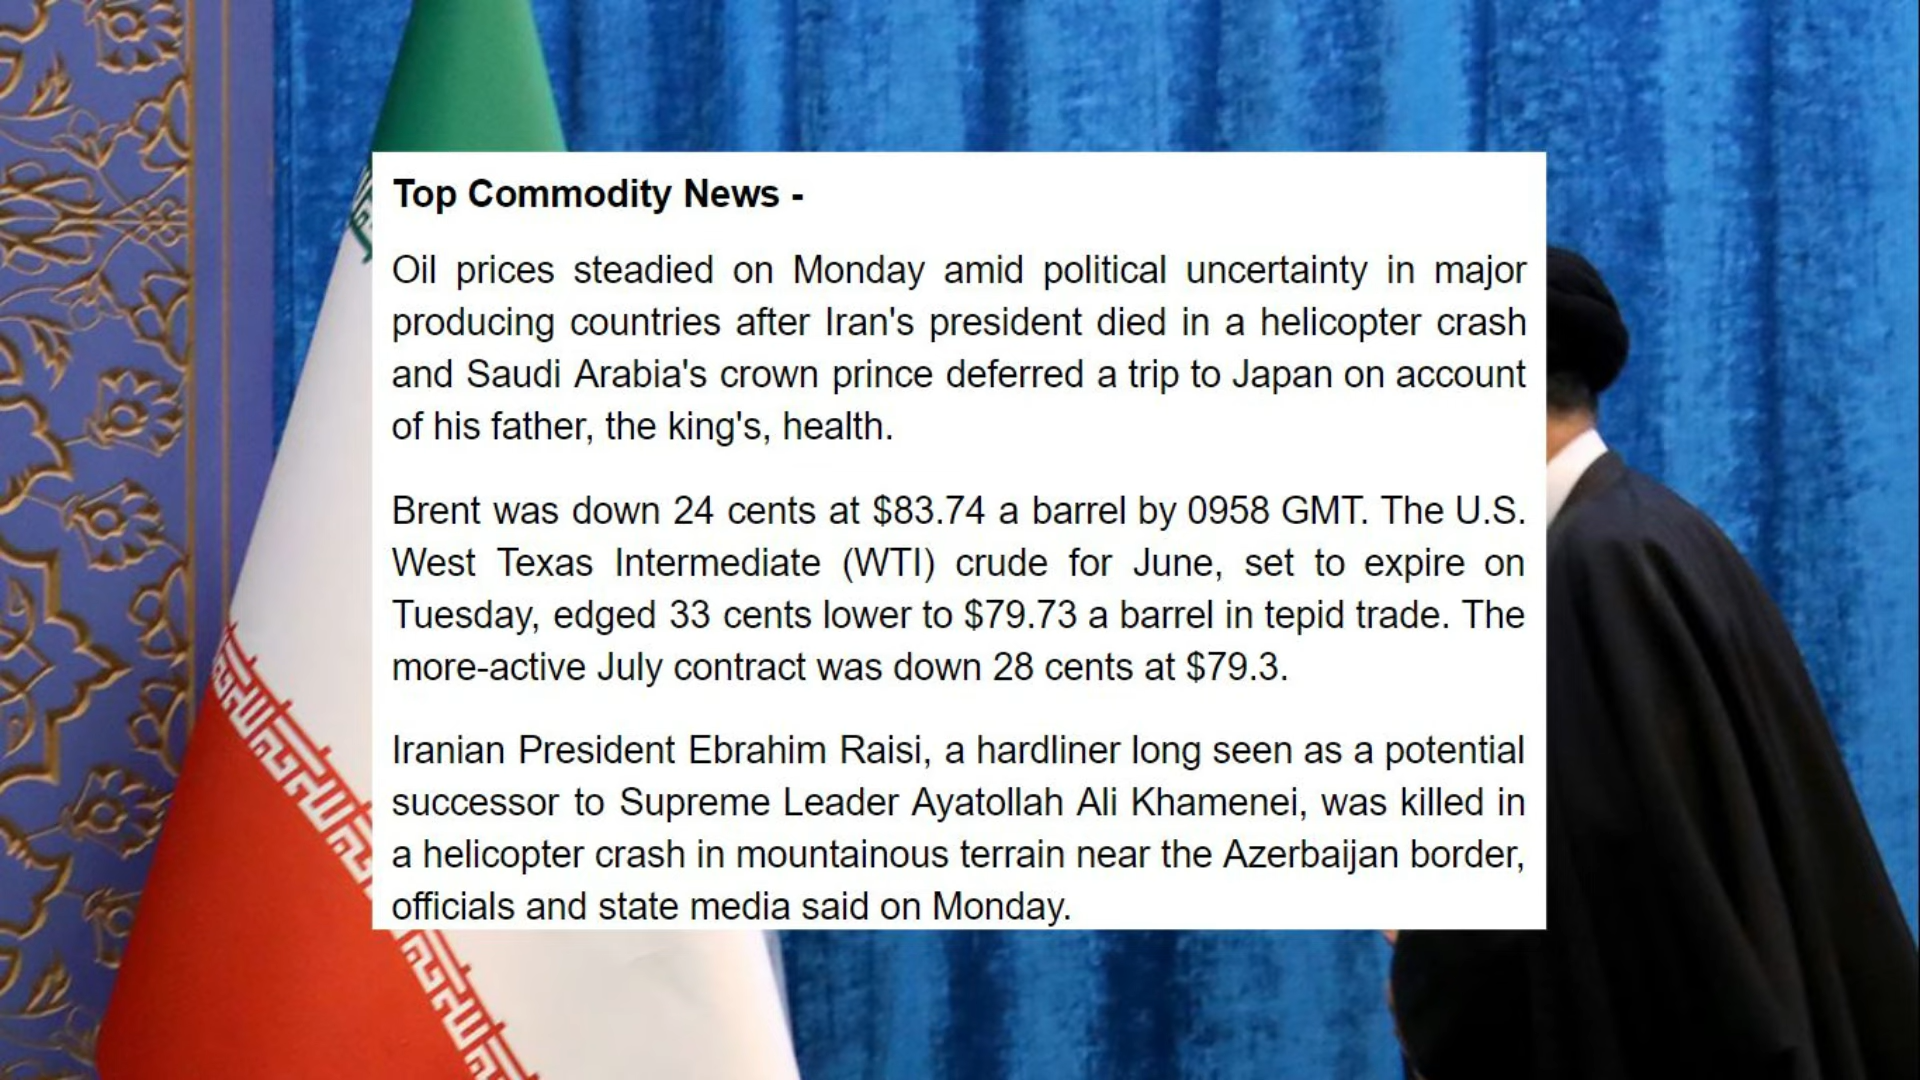 Top Commodity News -
Oil prices steadied on Monday amid political uncertainty in major
producing countries after Iran's president died in a helicopter crash
and Saudi Arabia's crown prince deferred a trip to Japan on account
of his father, the king's, health.
Brent was down 24 cents at $83.74 a barrel by 0958 GMT. The U.S.
West Texas Intermediate (WTI) crude for June, set to expire on
Tuesday, edged 33 cents lower to $79.73 a barrel in tepid trade. The
more-active July contract was down 28 cents at $79.3.
Iranian President Ebrahim Raisi, a hardliner long seen as a potential
successor to Supreme Leader Ayatollah Ali Khamenei, was killed in
a helicopter crash in mountainous terrain near the Azerbaijan border,
officials and state media said on Monday.